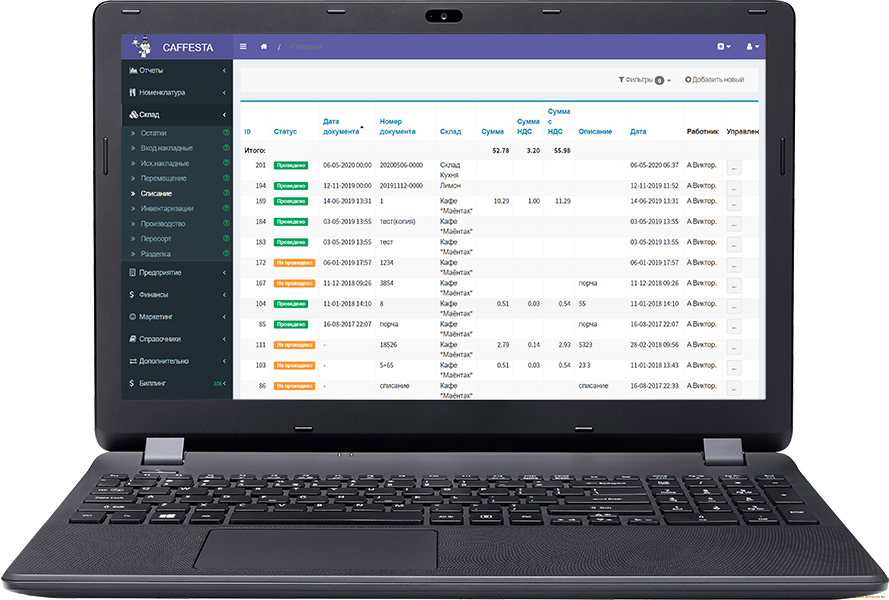 CAFFESTA
/ Списания
Отчеты
Номенклатура
Склад
Остатки
Вход.накладные
Исх.накладные
Перемещение
Списание
Инвентаризации
Производство
Пересорт
Разделка
Предприятие
$ Финансы
Маркетинг
Справочники
Дополнительно
$ Биллинг
Фильтры 0 Добавить новый
ID Статус Дата документа Номер документа Склад Сумма Сумма НДС Сумма с НДС Описание Дата Работник Управлен
Итого: 52.78 3.20 55.98
201 Проведено 06-05-2020 00:00 20200506-0000 Склад Кухня 06-05-2020 06:37 А Виктор. ...
194 Проведено 12-11-2019 00:00 20191112-0000 Лимон 12-11-2019 11:52 А Виктор. ...
189 Проведено 14-06-2019 13:31 1 Кафе "Маёнтак" 10.29 1.00 11.29 14-06-2019 13:31 А Виктор. ...
184 Проведено 03-05-2019 13:55 тест(копия) Кафе "Маёнтак" 03-05-2019 13:55 А Виктор. ...
183 Проведено 03-05-2019 13:55 тест Кафе "Маёнтак" 03-05-2019 13:55 А Виктор. ...
172 Не проведено 06-01-2019 17:57 1234 Кафе "Маёнтак" 06-01-2019 17:57 А Виктор. ...
167 Не проведено 11-12-2018 09:26 3854 Кафе "Маёнтак" порча 11-12-2018 09:26 А Виктор. ...
104 Проведено 11-01-2018 14:10 8 Кафе "Маёнтак" 0.51 0.03 0.54 55 11-01-2018 14:10 А Виктор. ...
85 Проведено 16-08-2017 22:07 порча Кафе "Маёнтак" порча 16-08-2017 22:07 А Виктор. ...
111 Не проведено - 18526 Кафе "Маёнтак" 2.79 0.14 2.93 5323 28-02-2018 09:56 А Виктор. ...
103 Не проведено - 5+65 Кафе "Маёнтак" 0.51 0.03 0.54 23 3 11-01-2018 13:43 А Виктор. ...
86 Не проведено - списание Кафе "Маёнтак" списание 16-08-2017 22:33 А Виктор. ...